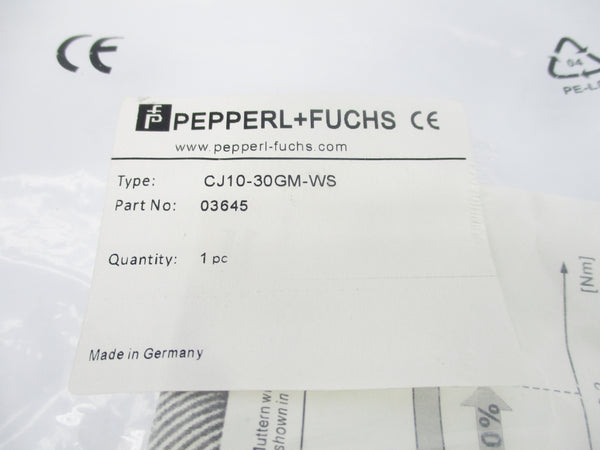 CE
04
PE-L
PEPPERL+FUCHS CE
www.pepperl-fuchs.com
Type: CJ10-30GM-WS
Part No: 03645
Quantity: 1 pc
Made in Germany
[Nm]
Muttern
shown in
0%